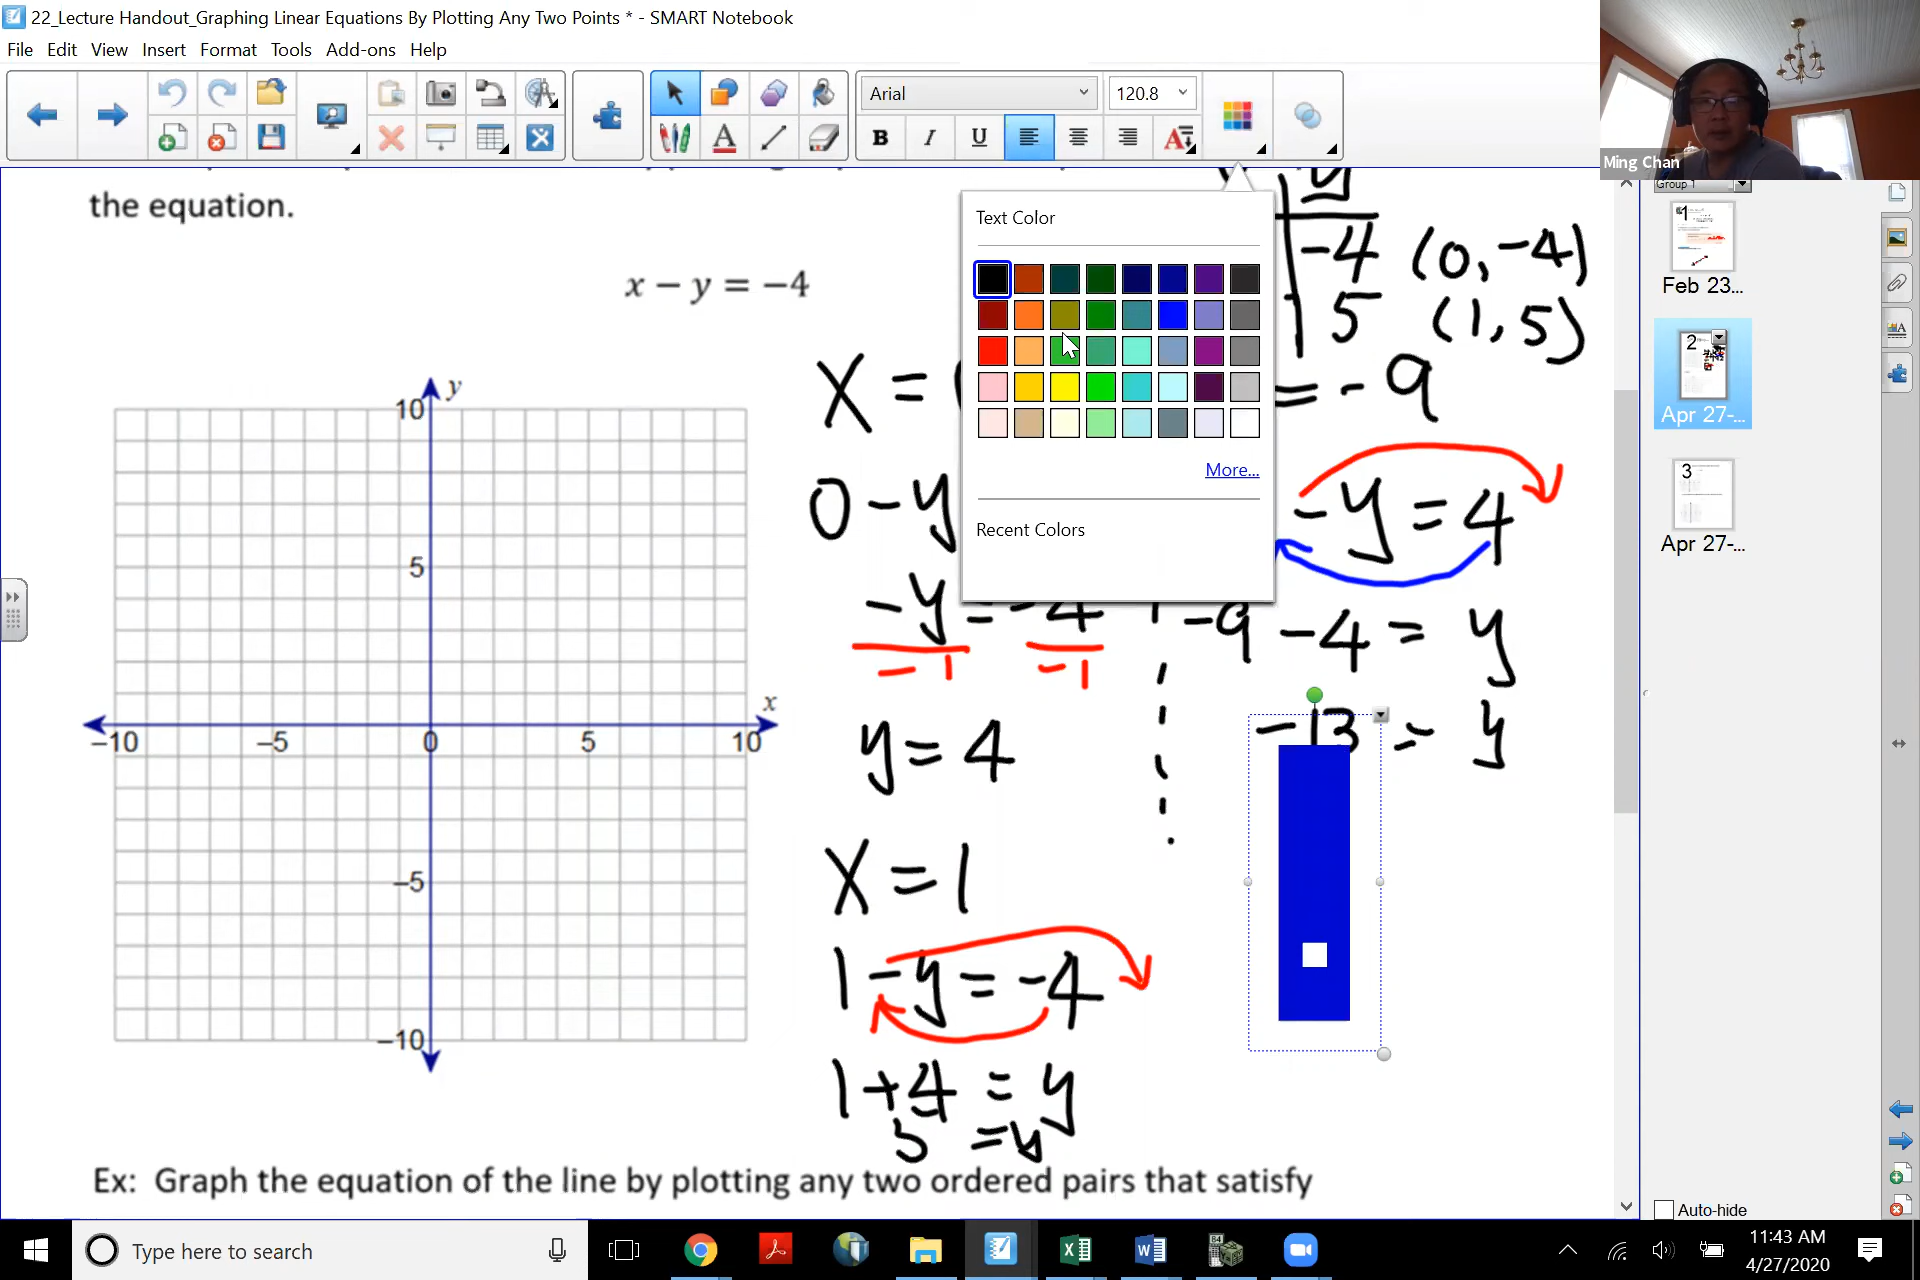 22_Lecture Handout_Graphing Linear Equations By Plotting Any Two Points * - SMART Notebook
File Edit View Insert Format Tools Add-ons Help
Arial
120.8
B I U
Ming Chan
Group 1
the equation.
x − y = −4
Text Color
More...
Recent Colors
y
10
5
−10 −5 0 5 10
x
−5
−10
y
-4 (0, -4)
5 (1, 5)
X =
= -9
0 - y
- y = 4
-y = -4
-1 -1
-9 - 4 = y
y = 4
-13 = y
X = 1
1 - y = -4
1 + 4 = y
5 = y
Ex: Graph the equation of the line by plotting any two ordered pairs that satisfy
1
Feb 23...
2
Apr 27-...
3
Apr 27-...
Auto-hide
Type here to search
11:43 AM
4/27/2020